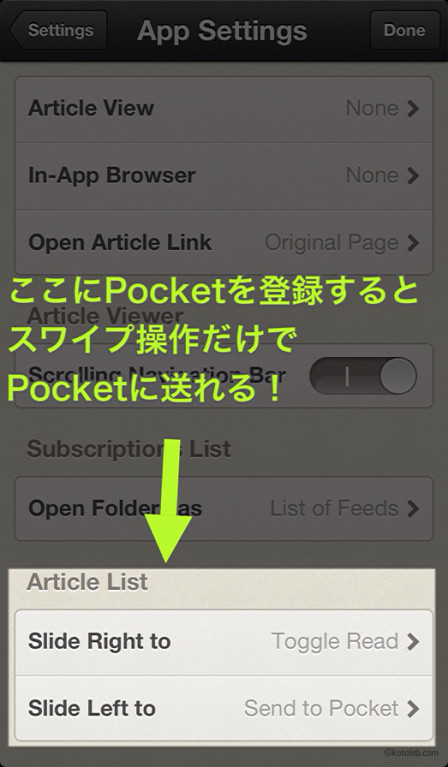 Settings
App Settings
Done
Article View
None
In-App Browser
None
Open Article Link
Original Page
ここにPocketを登録すると
Article Viewer
スワイプ操作だけで
Scrolling Navigation Bar
Pocketに送れる！
Subscriptions List
Open Folder as
List of Feeds
Article List
Slide Right to
Toggle Read
Slide Left to
Send to Pocket
©kotolob.com